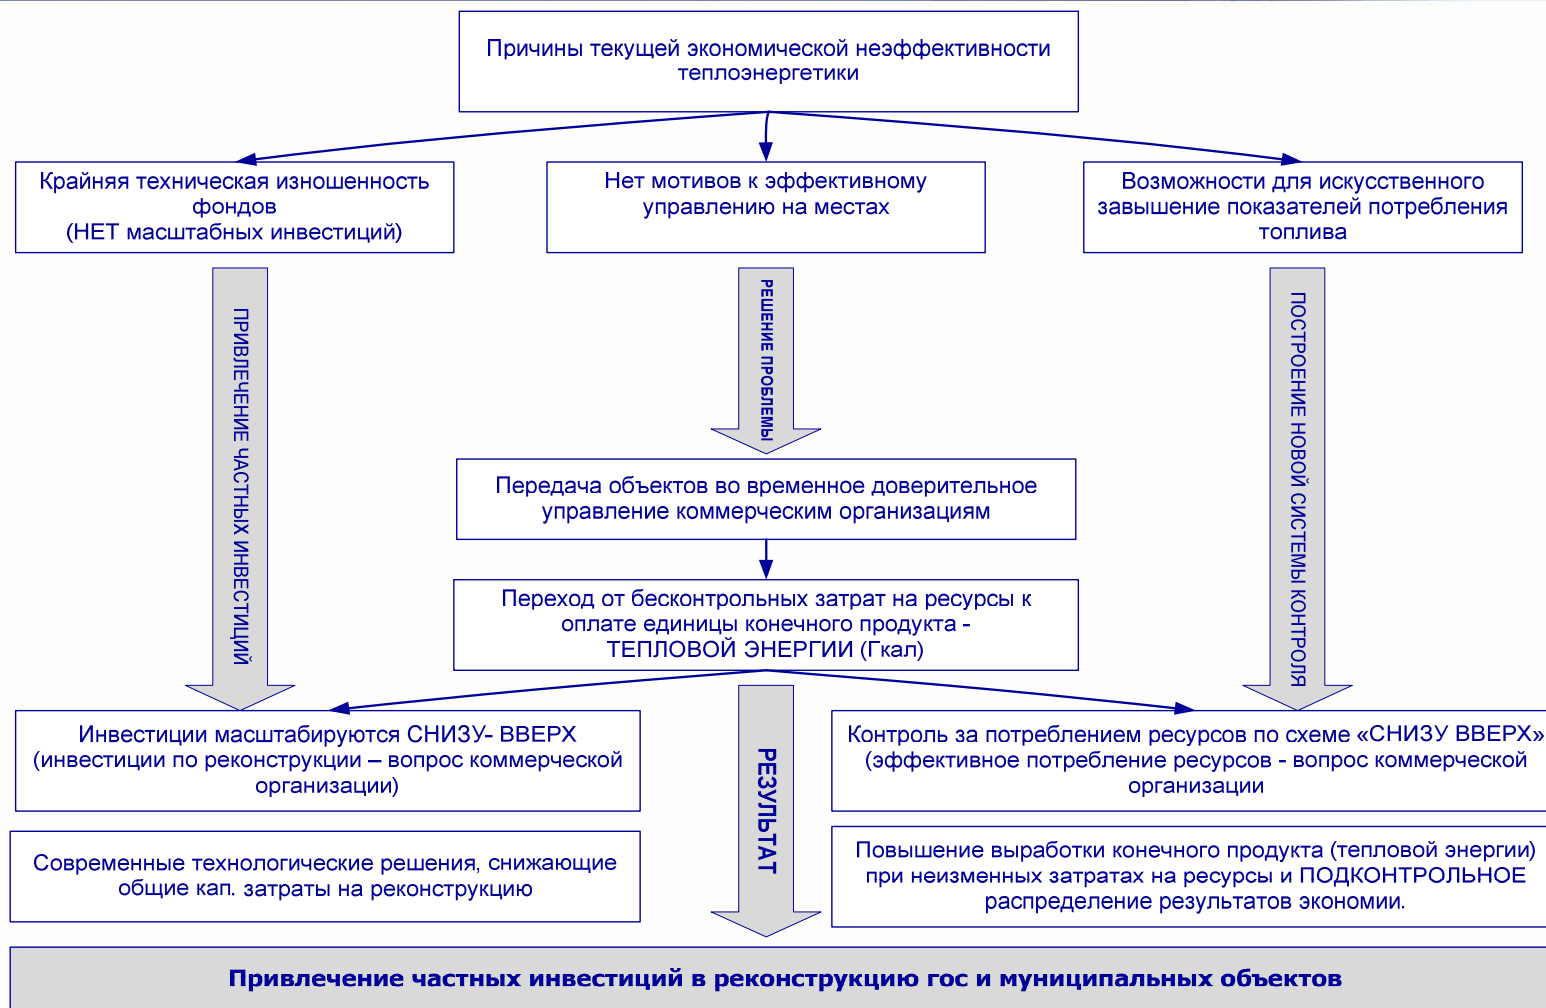 Причины текущей экономической неэффективности
теплоэнергетики
Крайняя техническая изношенность
фондов
(НЕТ масштабных инвестиций)
Нет мотивов к эффективному
управлению на местах
Возможности для искусственного
завышение показателей потребления
топлива
ПРИВЛЕЧЕНИЕ ЧАСТНЫХ ИНВЕСТИЦИЙ
РЕШЕНИЕ ПРОБЛЕМЫ
ПОСТРОЕНИЕ НОВОЙ СИСТЕМЫ КОНТРОЛЯ
Передача объектов во временное доверительное
управление коммерческим организациям
Переход от бесконтрольных затрат на ресурсы к
оплате единицы конечного продукта -
ТЕПЛОВОЙ ЭНЕРГИИ (Гкал)
Инвестиции масштабируются СНИЗУ- ВВЕРХ
(инвестиции по реконструкции – вопрос коммерческой
организации)
РЕЗУЛЬТАТ
Контроль за потреблением ресурсов по схеме «СНИЗУ ВВЕРХ»
(эффективное потребление ресурсов - вопрос коммерческой
организации
Современные технологические решения, снижающие
общие кап. затраты на реконструкцию
Повышение выработки конечного продукта (тепловой энергии)
при неизменных затратах на ресурсы и ПОДКОНТРОЛЬНОЕ
распределение результатов экономии.
Привлечение частных инвестиций в реконструкцию гос и муниципальных объектов